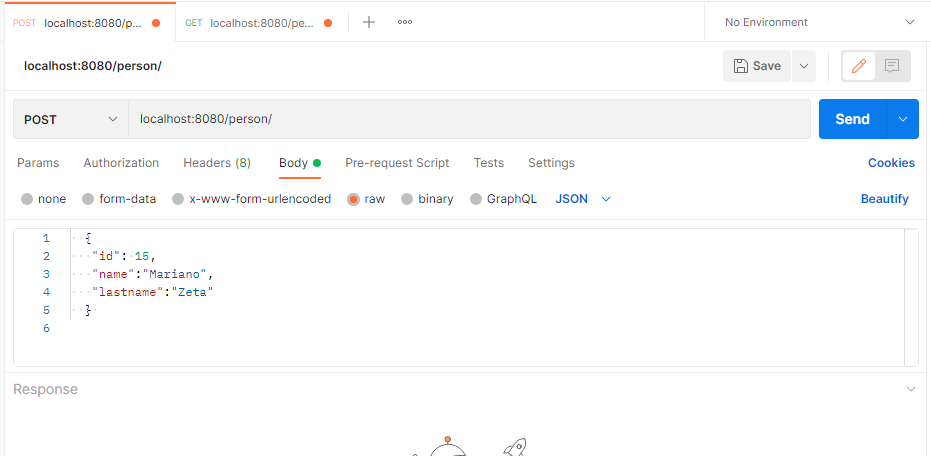 POST localhost:8080/p... GET localhost:8080/pe... No Environment
localhost:8080/person/ Save
POST localhost:8080/person/ Send
Params Authorization Headers (8) Body Pre-request Script Tests Settings Cookies
none form-data x-www-form-urlencoded raw binary GraphQL JSON Beautify
1 {
2 "id": 15,
3 "name":"Mariano",
4 "lastname":"Zeta"
5 }
6
Response